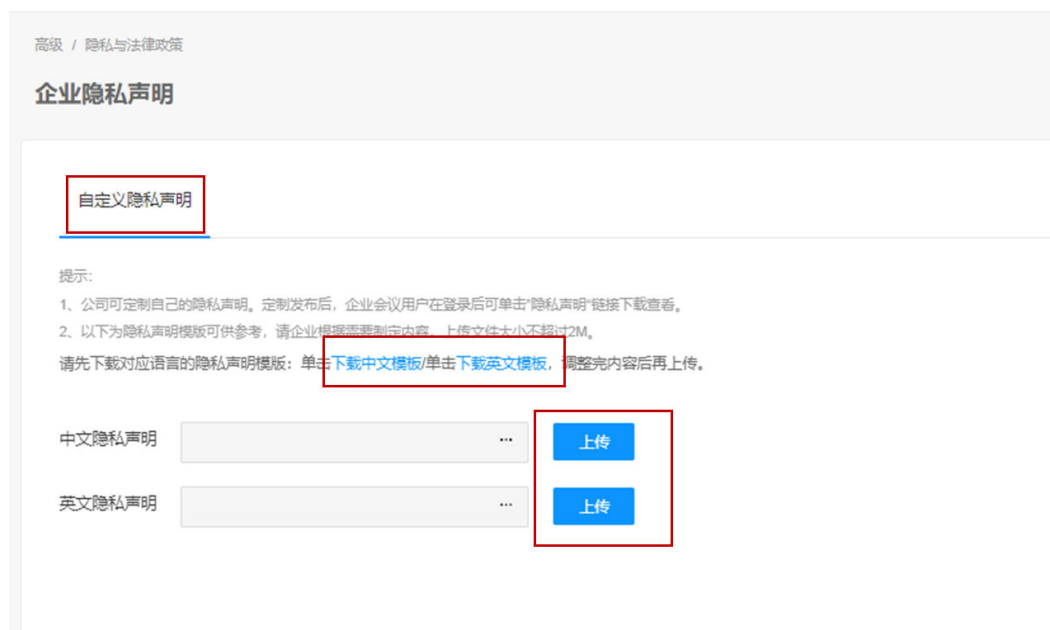 高级 / 隐私与法律政策
企业隐私声明
自定义隐私声明
提示:
1、公司可定制自己的隐私声明。定制发布后，企业会议用户在登录后可单击“隐私声明”链接下载查看。
2、以下为隐私声明模版可供参考，请企业根据需要制定内容，上传文件大小不超过2M。
请先下载对应语言的隐私声明模版：单击下载中文模板/单击下载英文模板，调整完内容后再上传。
中文隐私声明 ... 上传
英文隐私声明 ... 上传